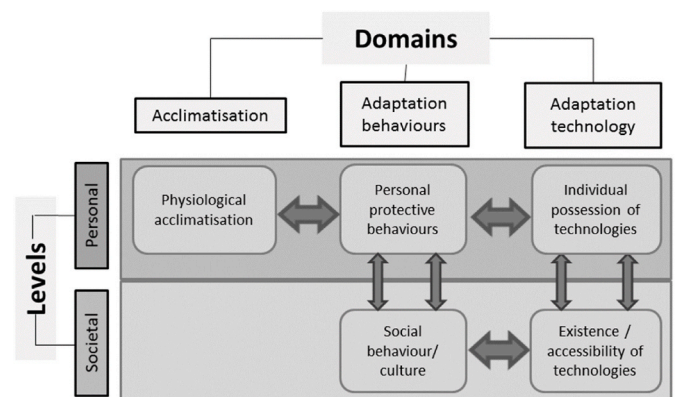 Domains
Acclimatisation
Adaptation
behaviours
Adaptation
technology
Levels
Personal
Physiological
acclimatisation
Personal
protective
behaviours
Individual
possession of
technologies
Societal
Social
behaviour/
culture
Existence /
accessibility of
technologies